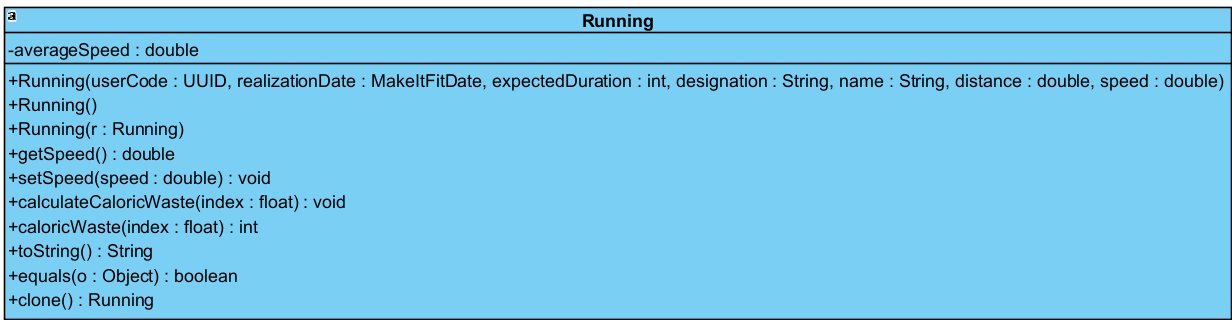 a
Running
-averageSpeed : double
+Running(userCode : UUID, realizationDate : MakeItFitDate, expectedDuration : int, designation : String, name : String, distance : double, speed : double)
+Running()
+Running(r : Running)
+getSpeed() : double
+setSpeed(speed : double) : void
+calculateCaloricWaste(index : float) : void
+caloricWaste(index : float) : int
+toString() : String
+equals(o : Object) : boolean
+clone() : Running